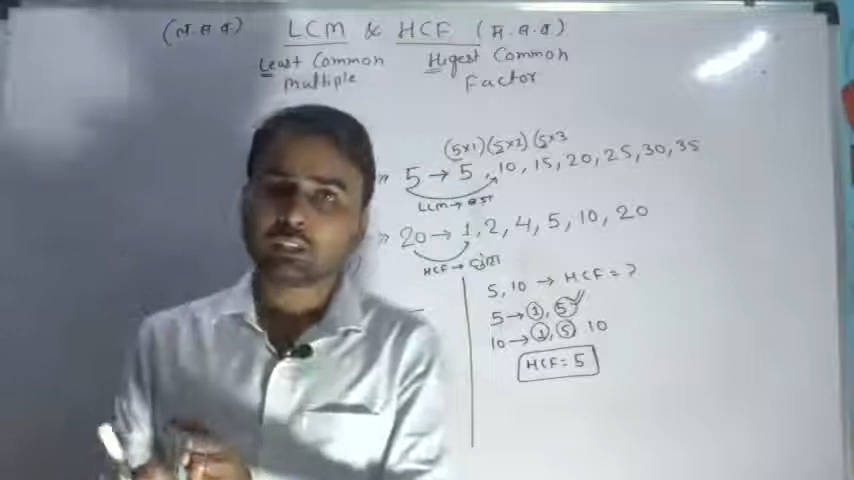 (ल.स.व) LCM & HCF (म.स.व.)
Least Common Higest Common
Multiple Factor
(5x1) (5x2) (5x3
» 5 → 5, 10, 15, 20, 25, 30, 35
LCM →
» 20 → 1, 2, 4, 5, 10, 20
HCF →
5, 10 → HCF = ?
5 → 1, 5 ✓
10 → 1, 5, 10
HCF = 5